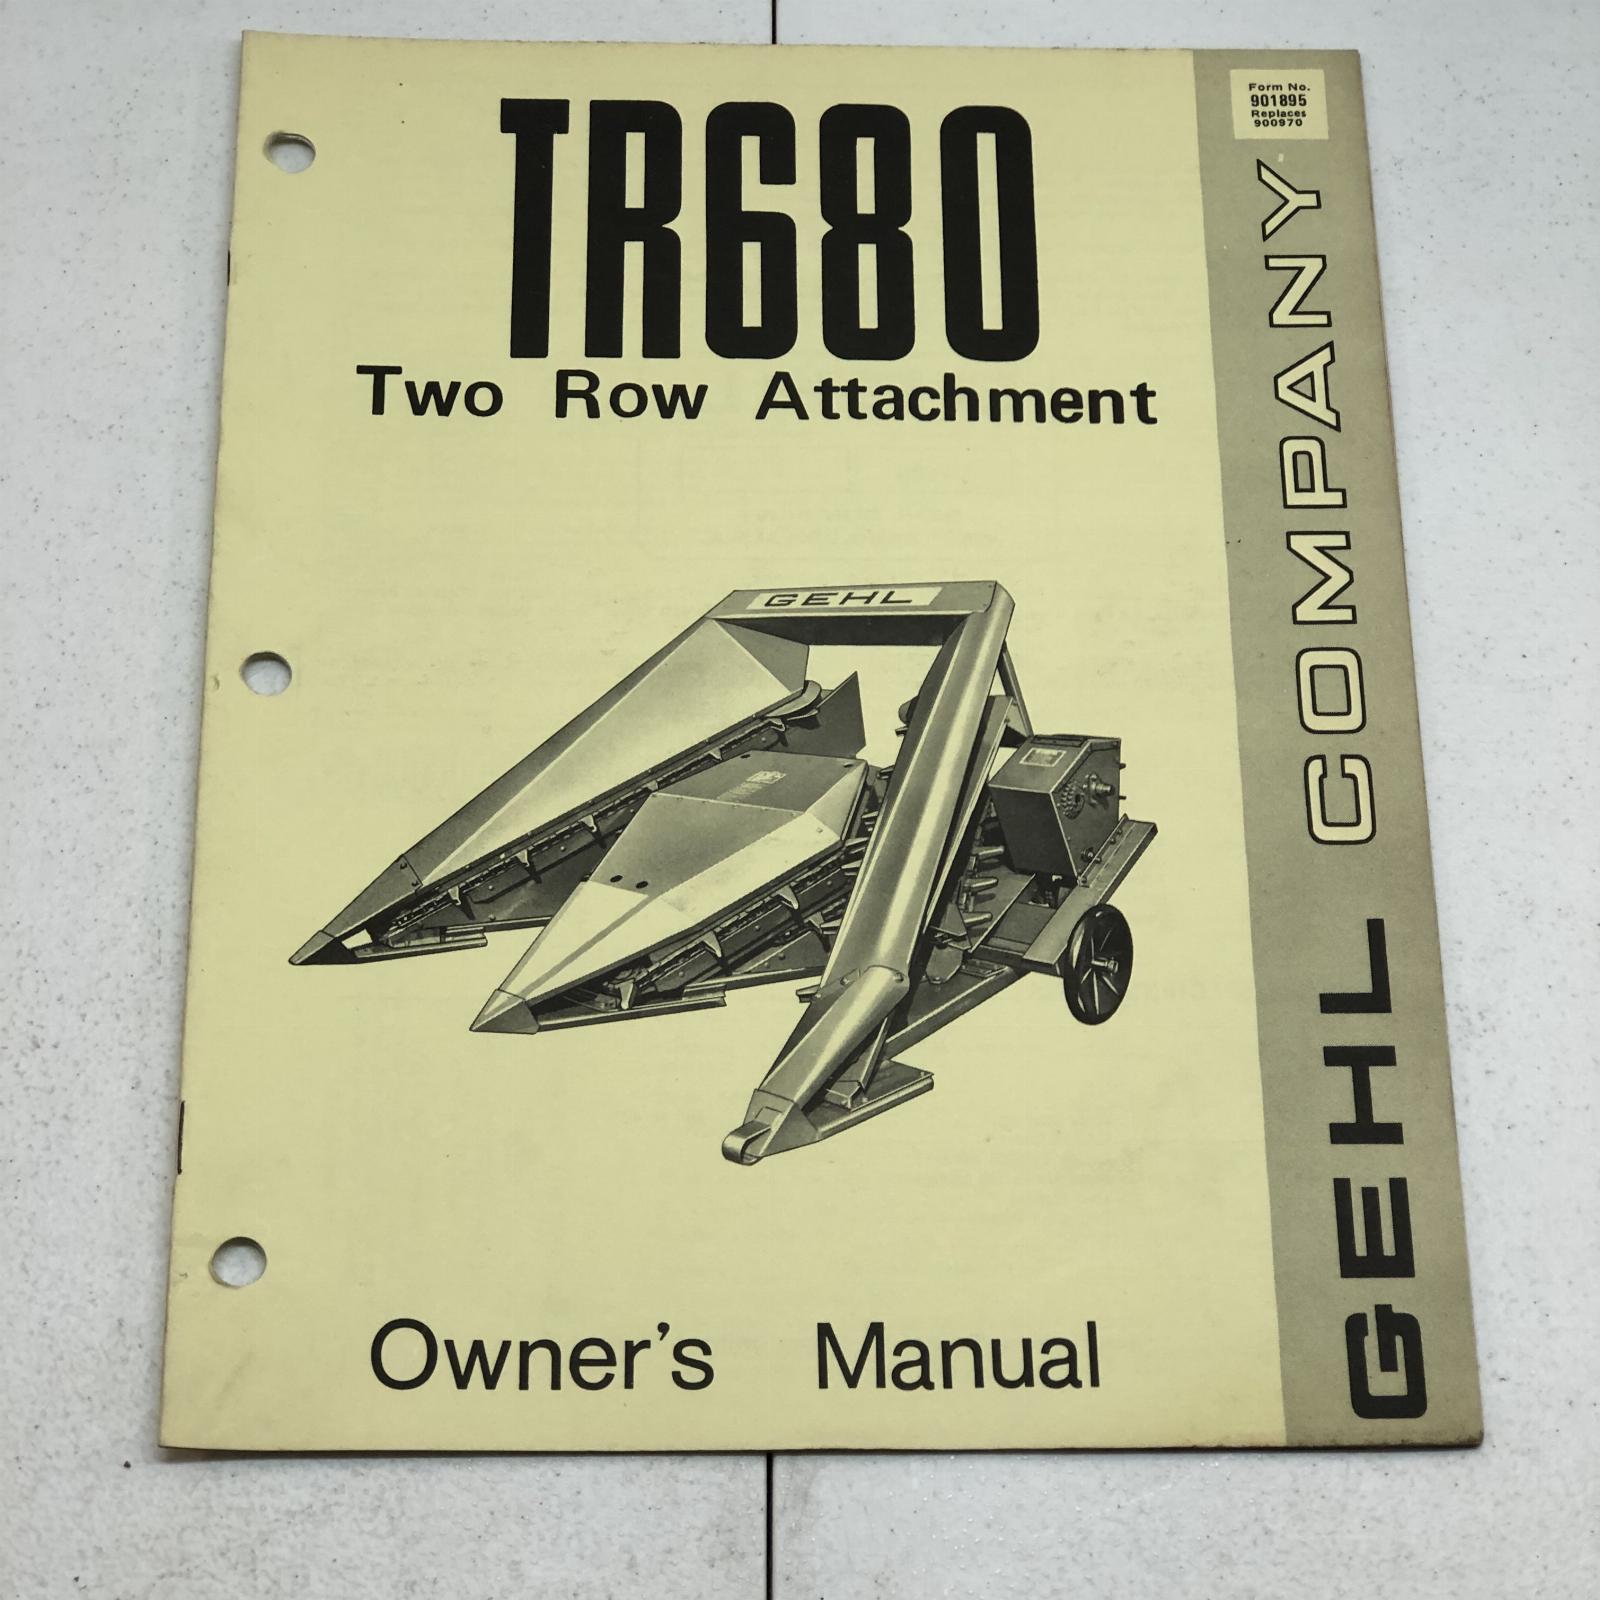 Form No.
901895
Replaces
900970
TR680
Two Row Attachment
GEHL
GEHL COMPANY
Owner's Manual